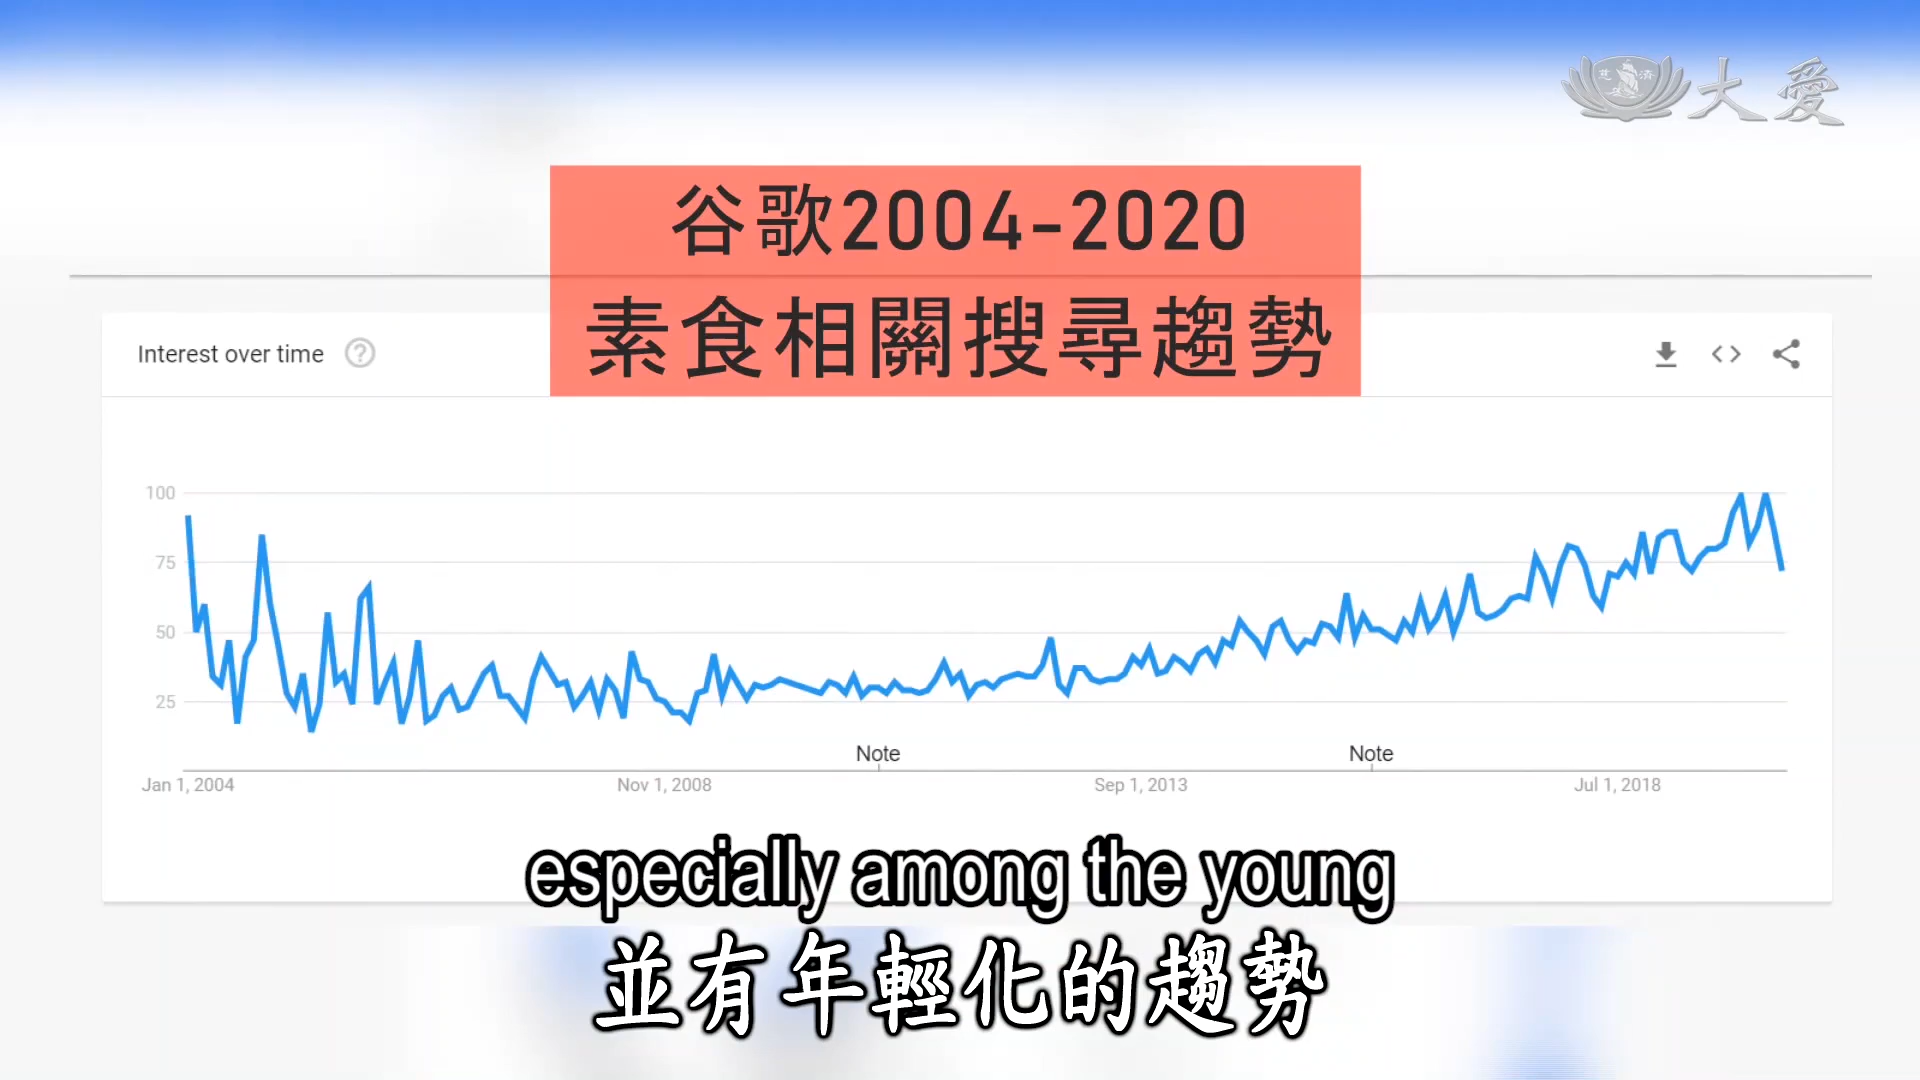 慈濟
大愛
谷歌2004-2020
素食相關搜尋趨勢
Interest over time
100
75
50
25
Note
Note
Jan 1, 2004
Nov 1, 2008
Sep 1, 2013
Jul 1, 2018
especially among the young
並有年輕化的趨勢